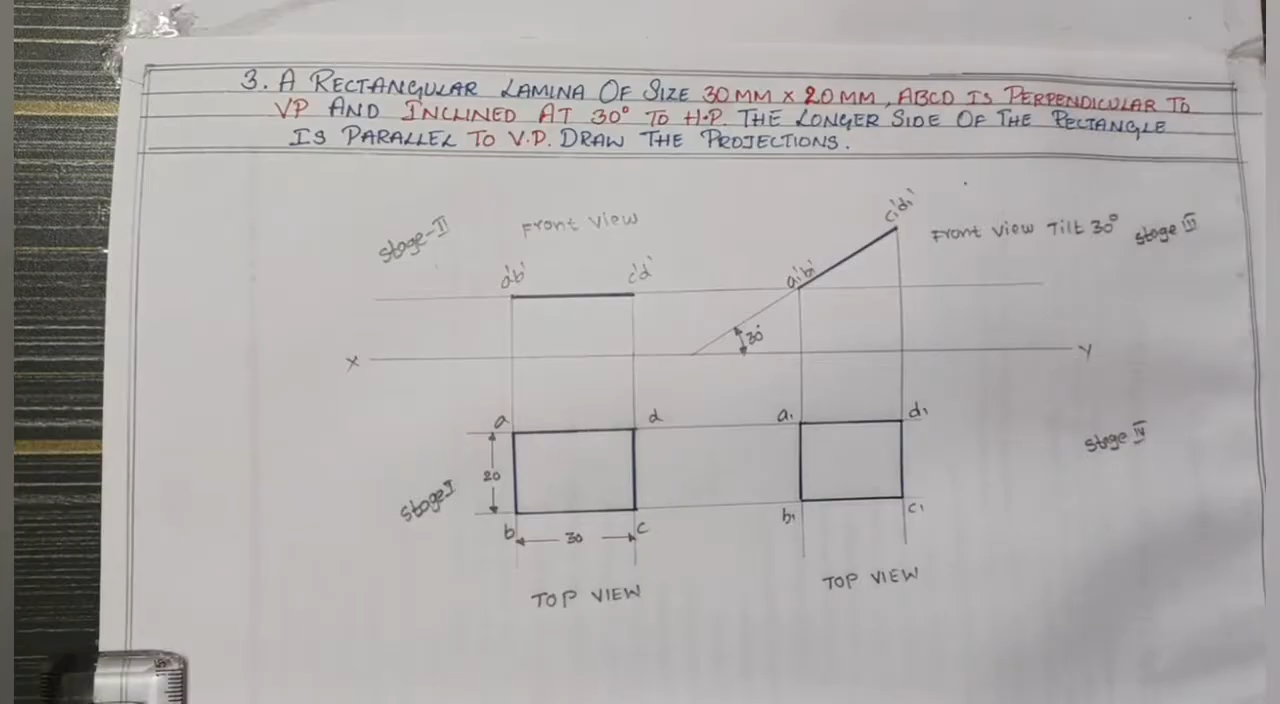 3. A RECTANGULAR LAMINA OF SIZE 30MM X 20MM, ABCD IS PERPENDICULAR TO
VP AND INCLINED AT 30° TO H.P. THE LONGER SIDE OF THE RECTANGLE
IS PARALLEL TO V.P. DRAW THE PROJECTIONS.
Stage-II
Front View
c'd'
a'b'
c'd'
a'b'
Front View Tilt 30°
Stage III
30°
X
Y
a
d
a₁
d₁
Stage IV
20
Stage I
b
30
c
b₁
c₁
TOP VIEW
TOP VIEW